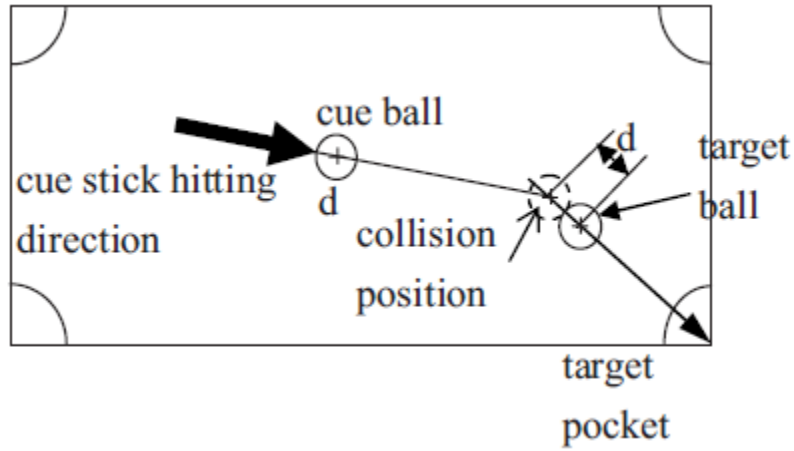 cue ball
d
target
cue stick hitting
d
ball
direction
collision
position
target
pocket